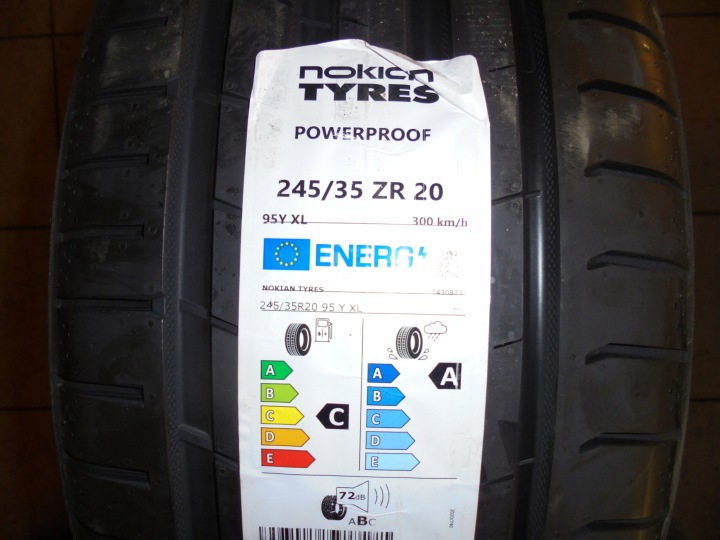 nokian
TYRES
POWERPROOF
245/35 ZR 20
95Y XL 300 km/h
ENERG
NOKIAN TYRES
245/35R20 95 Y XL
A A A
B B
C C C
D D
E E
72dB
ABC